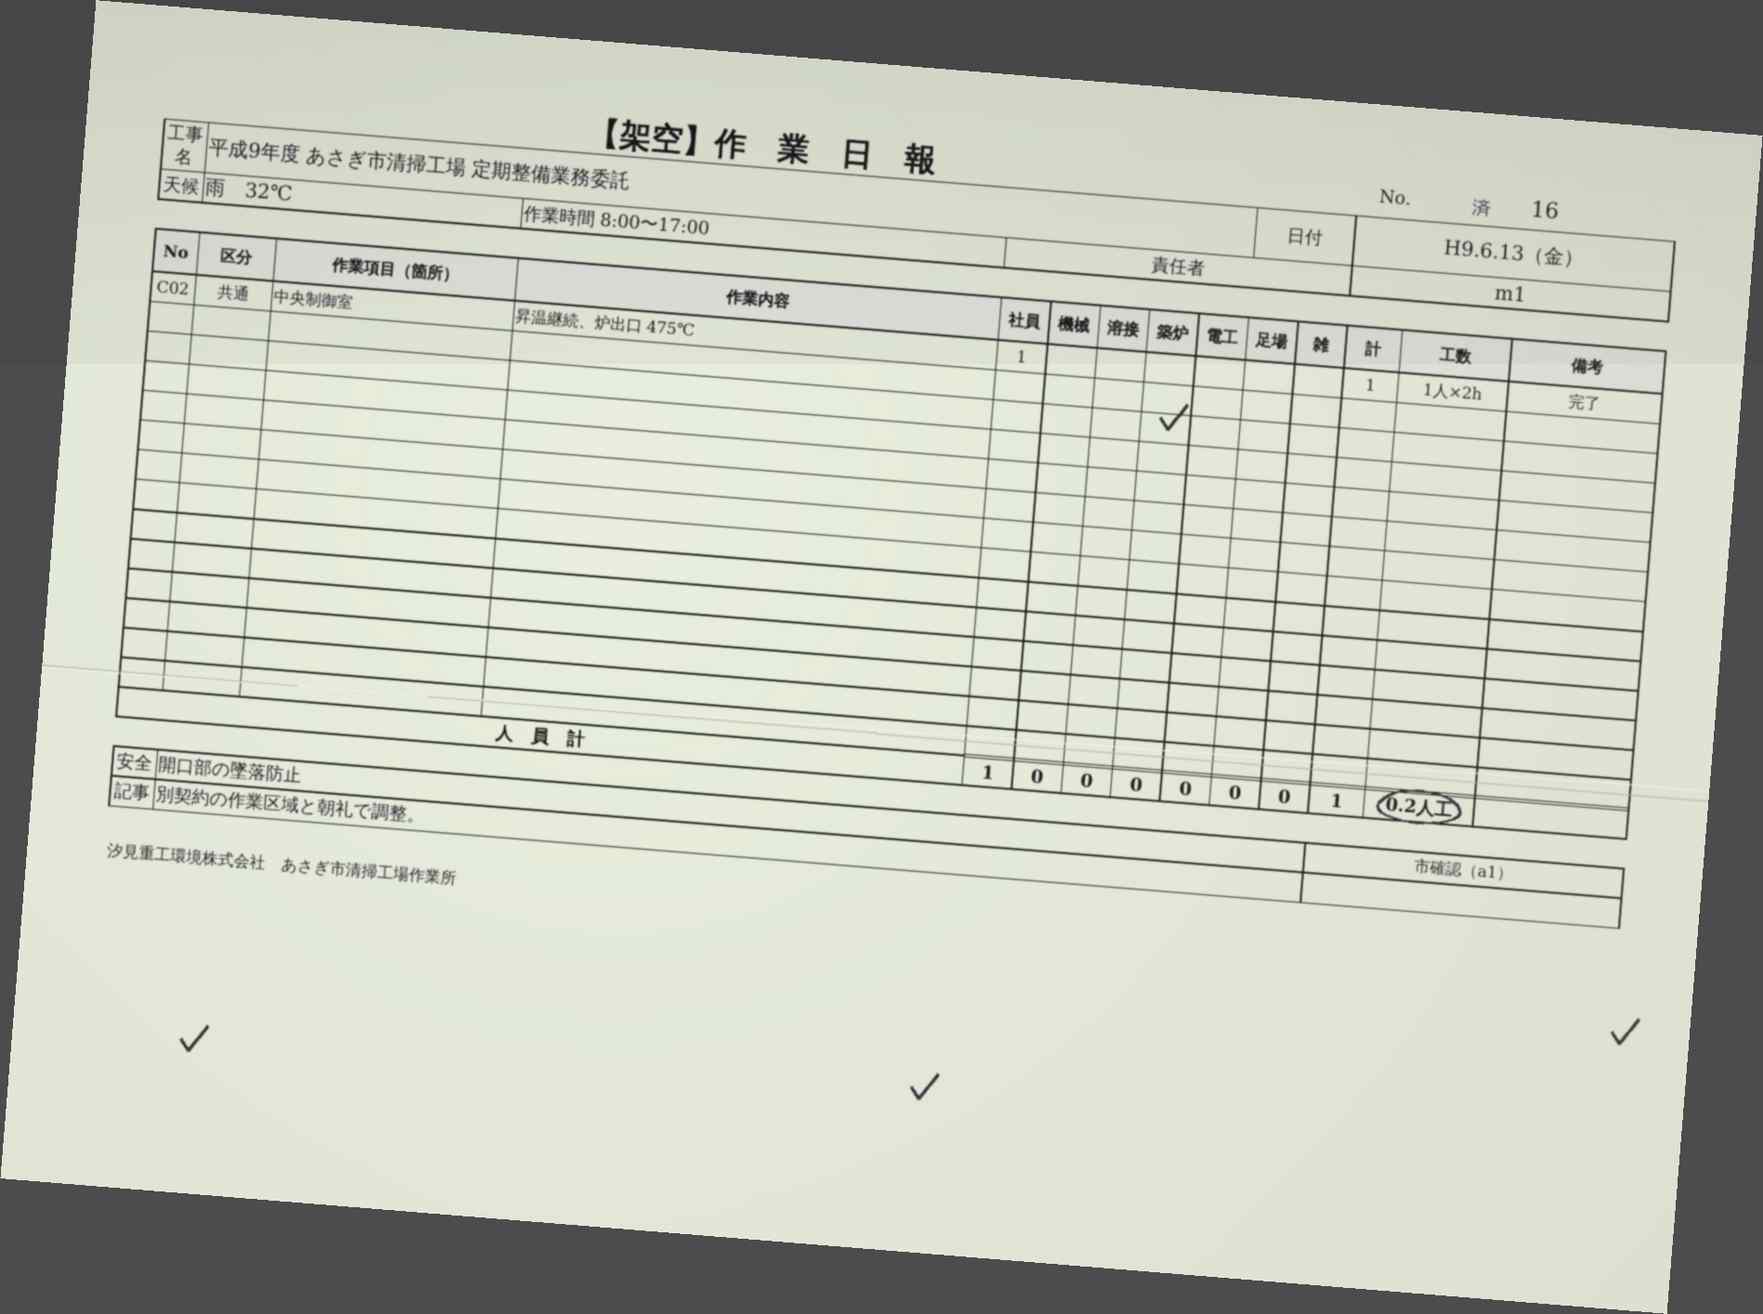 【架空】作 業 日 報
No. 済 16
工事名 平成9年度 あさぎ市清掃工場 定期整備業務委託 日付 H9.6.13（金）
天候 雨 32℃ 作業時間 8:00〜17:00 責任者 m1
No 区分 作業項目（箇所） 作業内容 社員 機械 溶接 築炉 電工 足場 雑 計 工数 備考
C02 共通 中央制御室 昇温継続、炉出口 475℃ 1 1 1人×2h 完了
人 員 計 1 0 0 0 0 0 0 1 0.2人工
安全 開口部の墜落防止 市確認（a1）
記事 別契約の作業区域と朝礼で調整。
汐見重工環境株式会社 あさぎ市清掃工場作業所